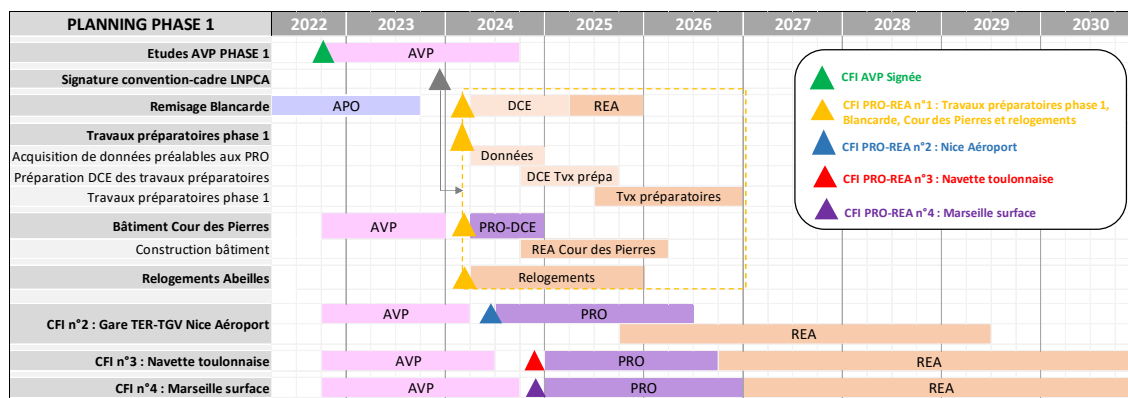 PLANNING PHASE 1 2022 2023 2024 2025 2026 2027 2028 2029 2030
Etudes AVP PHASE 1 AVP
Signature convention-cadre LNPCA
Remisage Blancarde APO DCE REA
Travaux préparatoires phase 1
Acquisition de données préalables aux PRO Données
Préparation DCE des travaux préparatoires DCE Tvx prépa
Travaux préparatoires phase 1 Tvx préparatoires
Bâtiment Cour des Pierres AVP PRO-DCE
Construction bâtiment REA Cour des Pierres
Relogements Abeilles Relogements
CFI n°2 : Gare TER-TGV Nice Aéroport AVP PRO
REA
CFI n°3 : Navette toulonnaise AVP PRO REA
CFI n°4 : Marseille surface AVP PRO REA
CFI AVP Signée
CFI PRO-REA n°1 : Travaux préparatoires phase 1,
Blancarde, Cour des Pierres et relogements
CFI PRO-REA n°2 : Nice Aéroport
CFI PRO-REA n°3 : Navette toulonnaise
CFI PRO-REA n°4 : Marseille surface